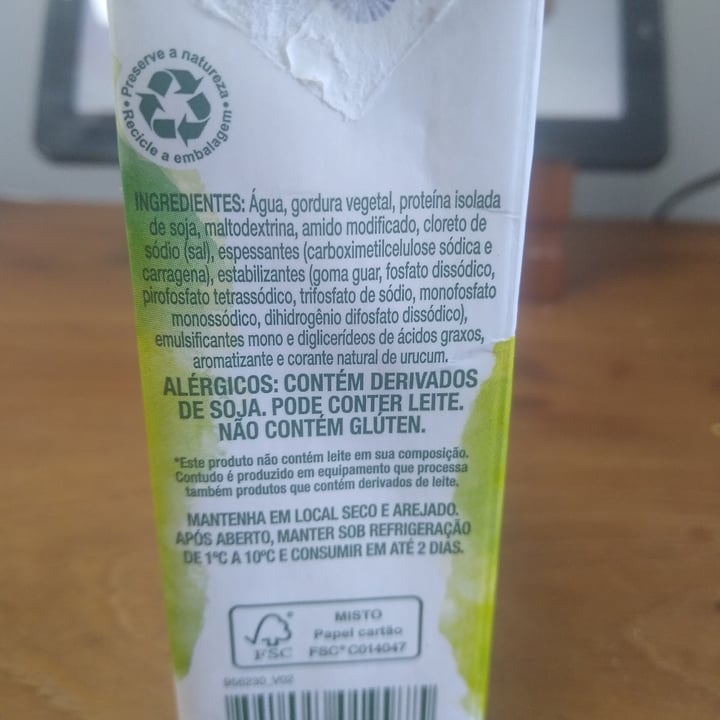 Preserve a natureza
Recicle a embalagem
INGREDIENTES: Água, gordura vegetal, proteína isolada
de soja, maltodextrina, amido modificado, cloreto de
sódio (sal), espessantes (carboximetilcelulose sódica e
carragena), estabilizantes (goma guar, fosfato dissódico,
pirofosfato tetrassódico, trifosfato de sódio, monofosfato
monossódico, dihidrogênio difosfato dissódico),
emulsificantes mono e diglicerídeos de ácidos graxos,
aromatizante e corante natural de urucum.
ALÉRGICOS: CONTÉM DERIVADOS
DE SOJA. PODE CONTER LEITE.
NÃO CONTÉM GLÚTEN.
*Este produto não contém leite em sua composição.
Contudo é produzido em equipamento que processa
também produtos que contém derivados de leite.
MANTENHA EM LOCAL SECO E AREJADO.
APÓS ABERTO, MANTER SOB REFRIGERAÇÃO
DE 1ºC A 10ºC E CONSUMIR EM ATÉ 2 DIAS.
FSC
MISTO
Papel cartão
FSC® C014047
956230_V02